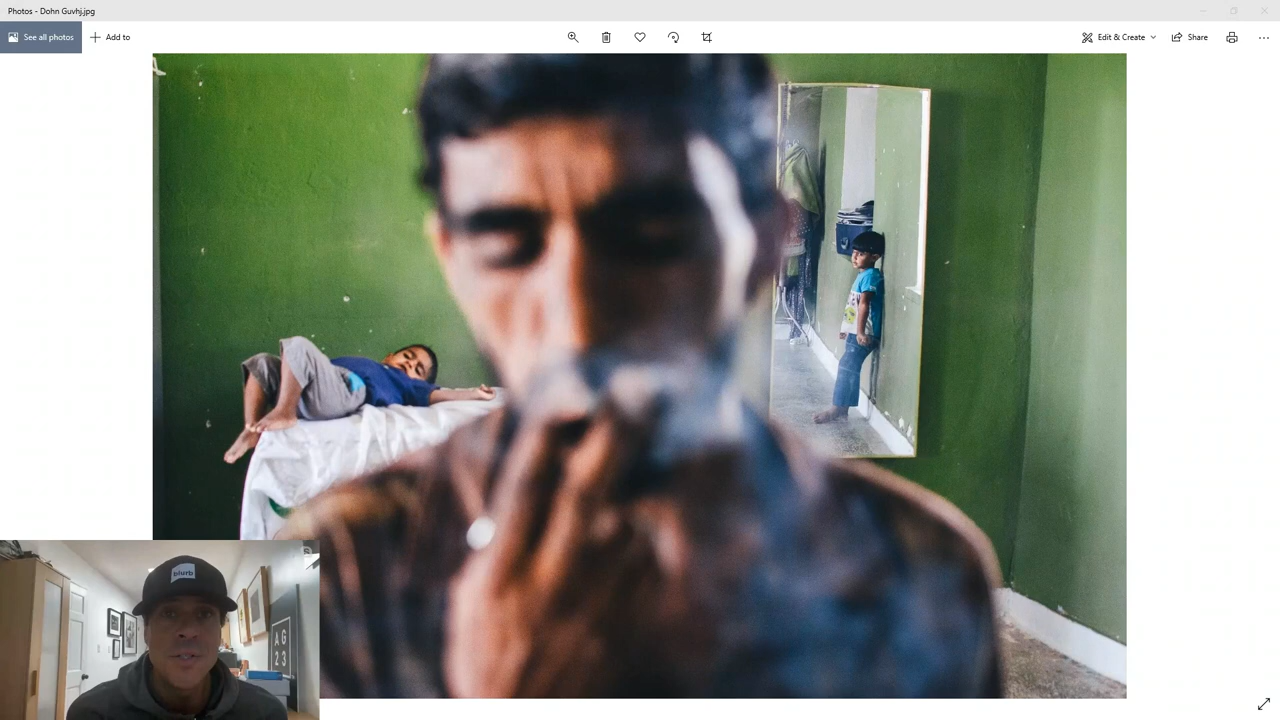 Photos - Dohn Guvhj.jpg
See all photos
Add to
Edit & Create
Share
blurb
AG
23